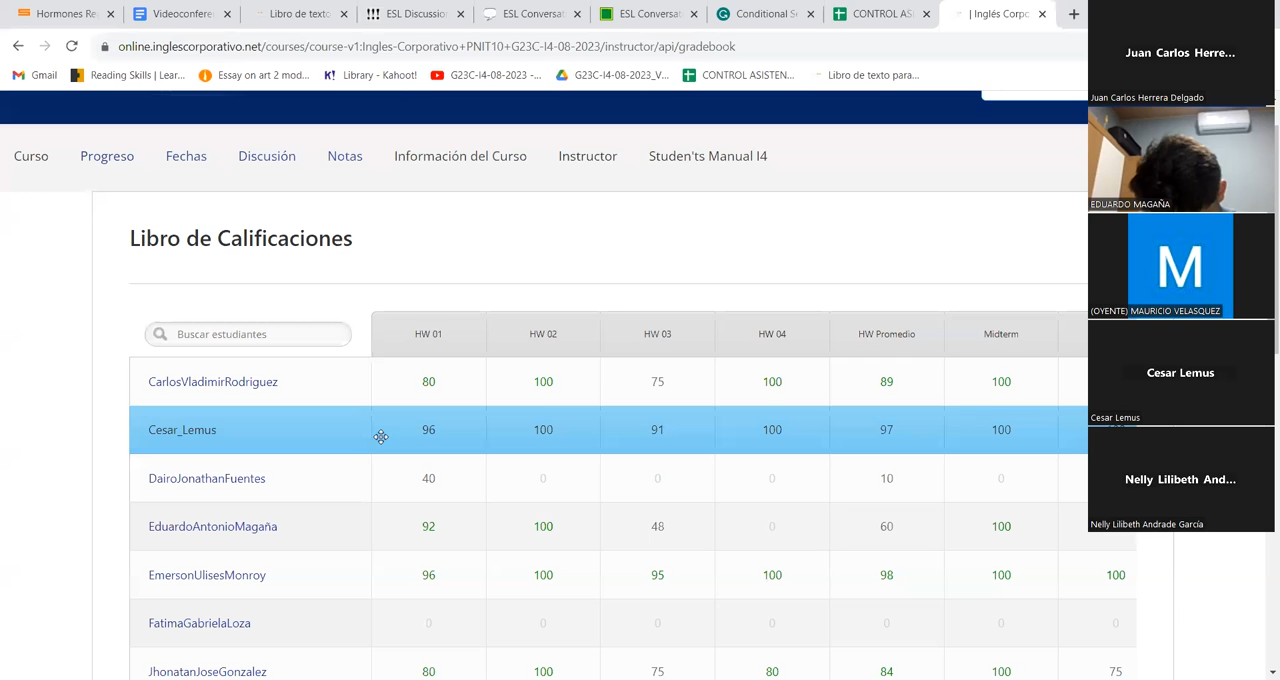 Hormones Re
Videoconfere
Libro de texto
ESL Discussion
ESL Conversat
ESL Conversat
Conditional Se
CONTROL AS
| Inglés Corpo
online.inglescorporativo.net/courses/course-v1:Ingles-Corporativo+PNIT10+G23C-I4-08-2023/instructor/api/gradebook
Gmail
Reading Skills | Lear...
Essay on art 2 mod...
Library - Kahoot!
G23C-I4-08-2023 -...
G23C-I4-08-2023_V...
CONTROL ASISTEN...
Libro de texto para...
Curso Progreso Fechas Discusión Notas Información del Curso Instructor Studen'ts Manual I4
Libro de Calificaciones
Buscar estudiantes HW 01 HW 02 HW 03 HW 04 HW Promedio Midterm
CarlosVladimirRodriguez 80 100 75 100 89 100
Cesar_Lemus 96 100 91 100 97 100
DairoJonathanFuentes 40 0 0 0 10 0
EduardoAntonioMagaña 92 100 48 0 60 100
EmersonUlisesMonroy 96 100 95 100 98 100 100
FatimaGabrielaLoza 0 0 0 0 0 0 0
JhonatanJoseGonzalez 80 100 75 80 84 100 75
Juan Carlos Herre...
Juan Carlos Herrera Delgado
EDUARDO MAGAÑA
M
(OYENTE) MAURICIO VELASQUEZ
Cesar Lemus
Cesar Lemus
Nelly Lilibeth And...
Nelly Lilibeth Andrade García